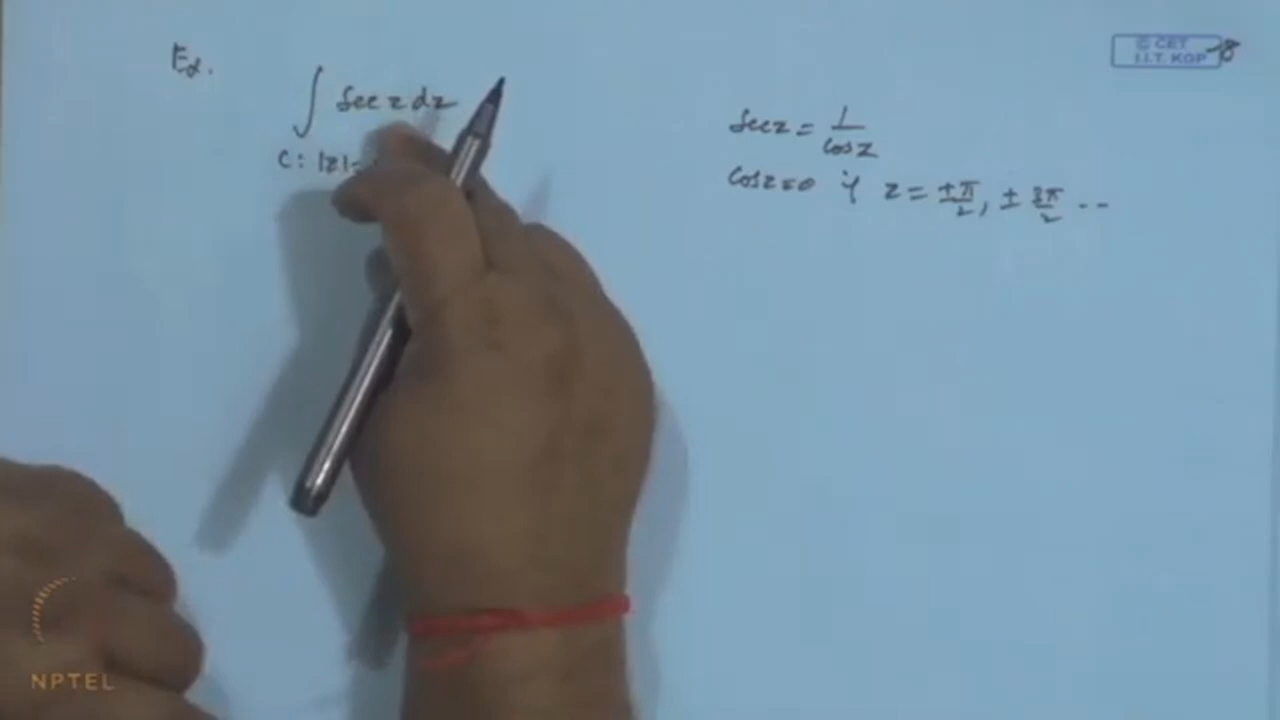 Ex.
∫ Sec z dz
C: |z|=
Sec z = 1/cos z
Cos z = 0 if z = ±π/2, ± 3π/2 --
© CET
I.I.T. KGP
NPTEL